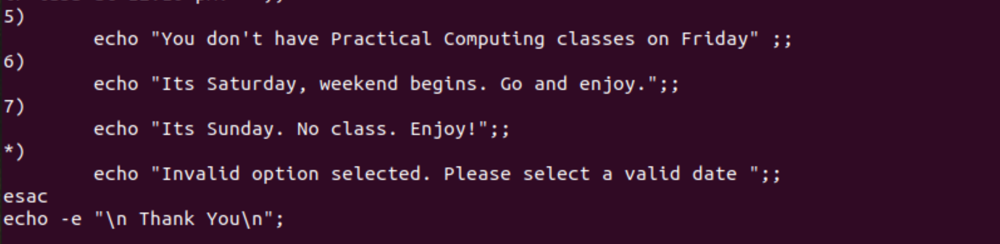 5)
        echo "You don't have Practical Computing classes on Friday" ;;
6)
        echo "Its Saturday, weekend begins. Go and enjoy.";;
7)
        echo "Its Sunday. No class. Enjoy!";;
*)
        echo "Invalid option selected. Please select a valid date ";;
esac
echo -e "\n Thank You\n";